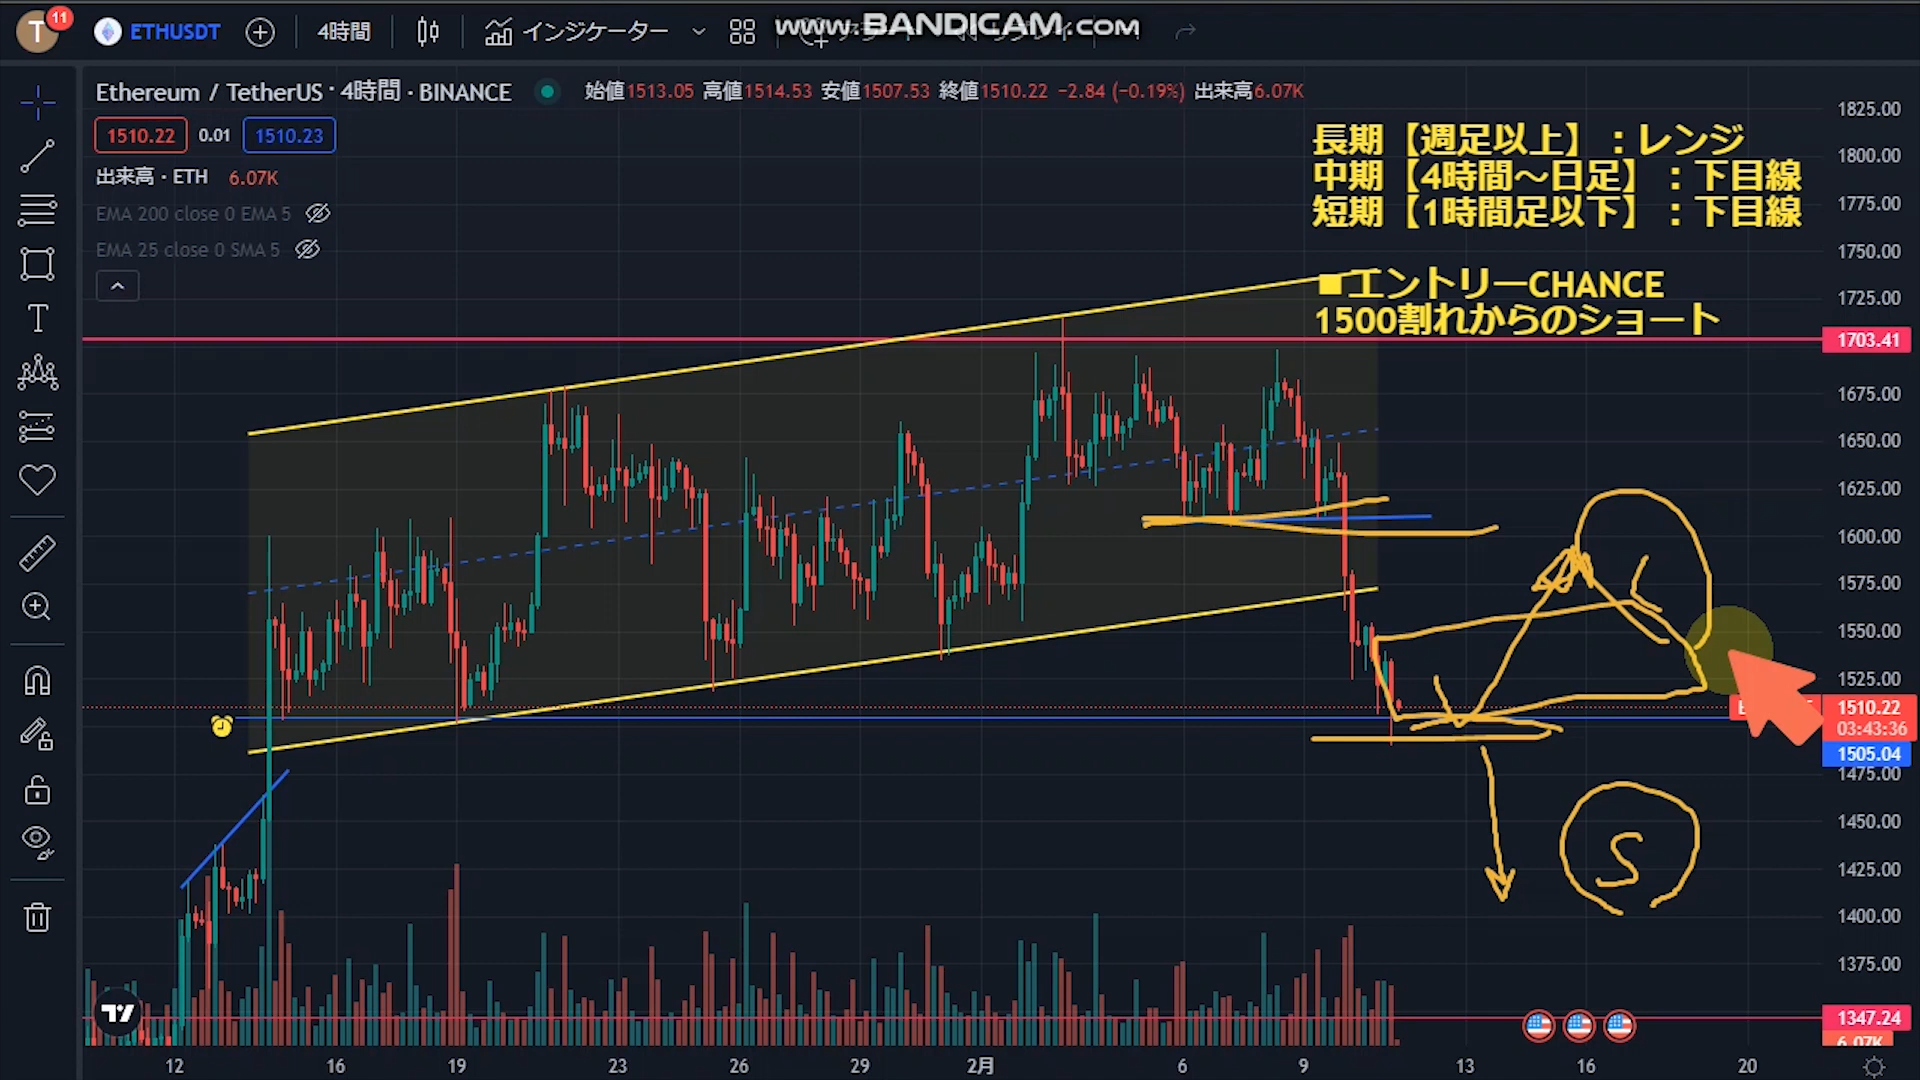 T
11
ETHUSDT
4時間
インジケーター
www.BANDICAM.com
Ethereum / TetherUS · 4時間 · BINANCE
始値1513.05 高値1514.53 安値1507.53 終値1510.22 −2.84 (−0.19%) 出来高6.07K
1510.22
0.01
1510.23
出来高 · ETH 6.07K
EMA 200 close 0 EMA 5
EMA 25 close 0 SMA 5
長期【週足以上】：レンジ
中期【4時間〜日足】：下目線
短期【1時間足以下】：下目線
■エントリーCHANCE
1500割れからのショート
1825.00
1800.00
1775.00
1750.00
1725.00
1703.41
1675.00
1650.00
1625.00
1600.00
1575.00
1550.00
1525.00
1510.22
03:43:36
1505.04
1475.00
1450.00
1425.00
1400.00
1375.00
1347.24
6.07K
S
12
16
19
23
26
29
2月
6
9
13
16
20